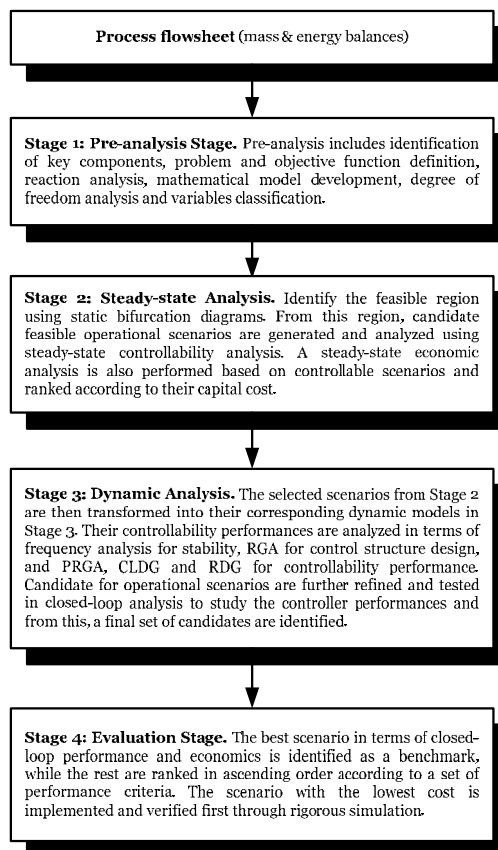 Process flowsheet (mass & energy balances)
Stage 1: Pre-analysis Stage. Pre-analysis includes identification
of key components, problem and objective function definition,
reaction analysis, mathematical model development, degree of
freedom analysis and variables classification.
Stage 2: Steady-state Analysis. Identify the feasible region
using static bifurcation diagrams. From this region, candidate
feasible operational scenarios are generated and analyzed using
steady-state controllability analysis. A steady-state economic
analysis is also performed based on controllable scenarios and
ranked according to their capital cost.
Stage 3: Dynamic Analysis. The selected scenarios from Stage 2
are then transformed into their corresponding dynamic models in
Stage 3. Their controllability performances are analyzed in terms of
frequency analysis for stability, RGA for control structure design,
and PRGA, CLDG and RDG for controllability performance.
Candidate for operational scenarios are further refined and tested
in closed-loop analysis to study the controller performances and
from this, a final set of candidates are identified.
Stage 4: Evaluation Stage. The best scenario in terms of closed-
loop performance and economics is identified as a benchmark,
while the rest are ranked in ascending order according to a set of
performance criteria. The scenario with the lowest cost is
implemented and verified first through rigorous simulation.